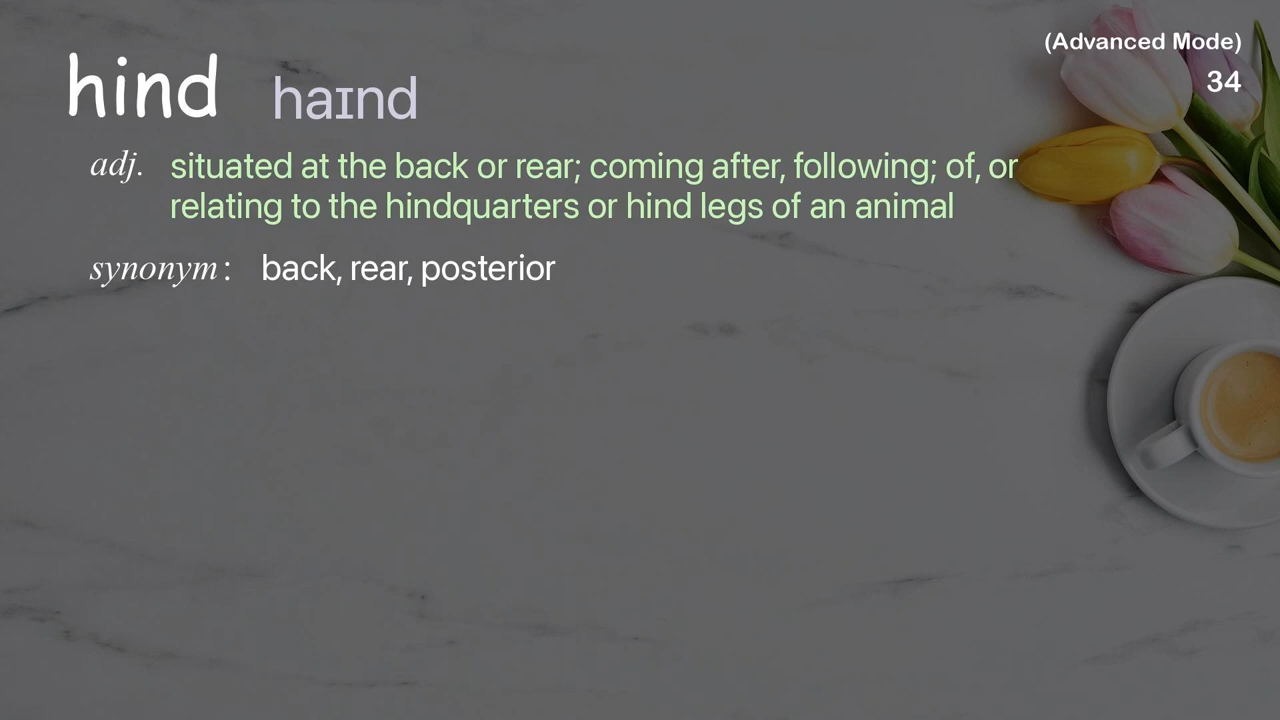 (Advanced Mode)
34
hind haɪnd
adj. situated at the back or rear; coming after, following; of, or
relating to the hindquarters or hind legs of an animal
synonym: back, rear, posterior